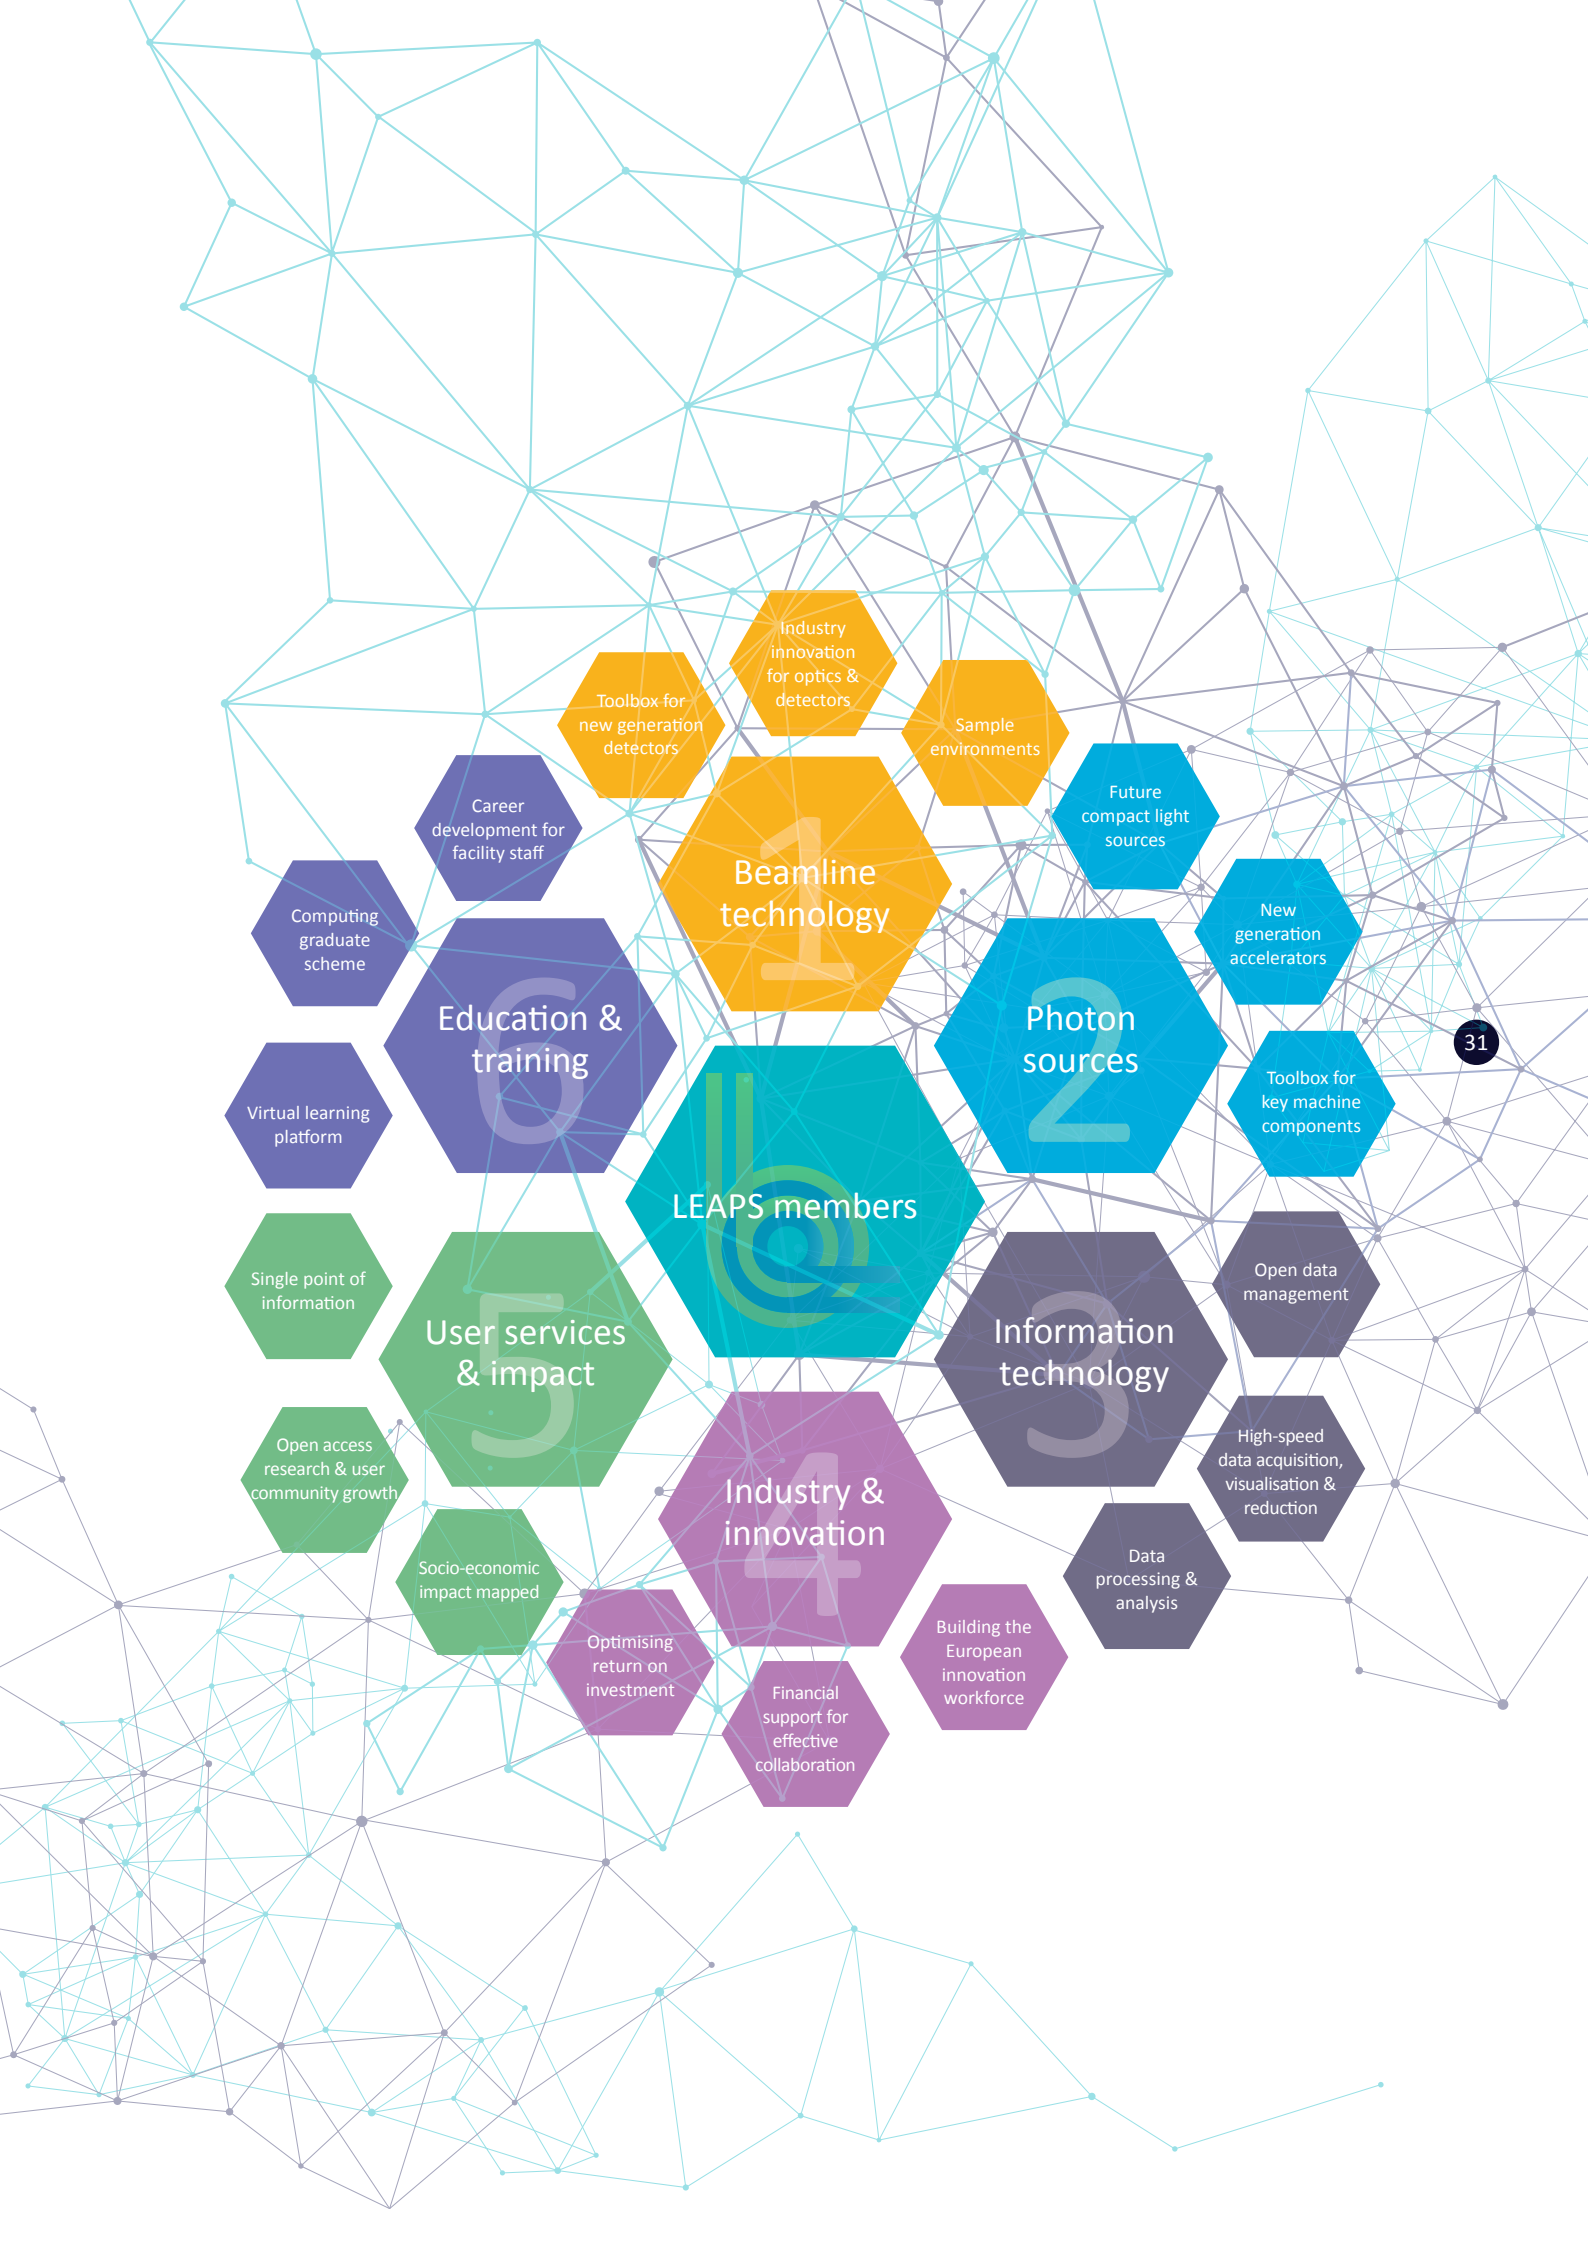 Industry
innovation
for optics &
detectors
Toolbox for
new generation
detectors
Sample
environments
1
Beamline
technology
Future
compact light
sources
New
generation
accelerators
Toolbox for
key machine
components
2
Photon
sources
31
Career
development for
facility staff
Computing
graduate
scheme
Virtual learning
platform
6
Education &
training
LEAPS members
Single point of
information
Open access
research & user
community growth
Socio-economic
impact mapped
5
User services
& impact
3
Information
technology
Open data
management
High-speed
data acquisition,
visualisation &
reduction
Data
processing &
analysis
4
Industry &
innovation
Optimising
return on
investment
Financial
support for
effective
collaboration
Building the
European
innovation
workforce